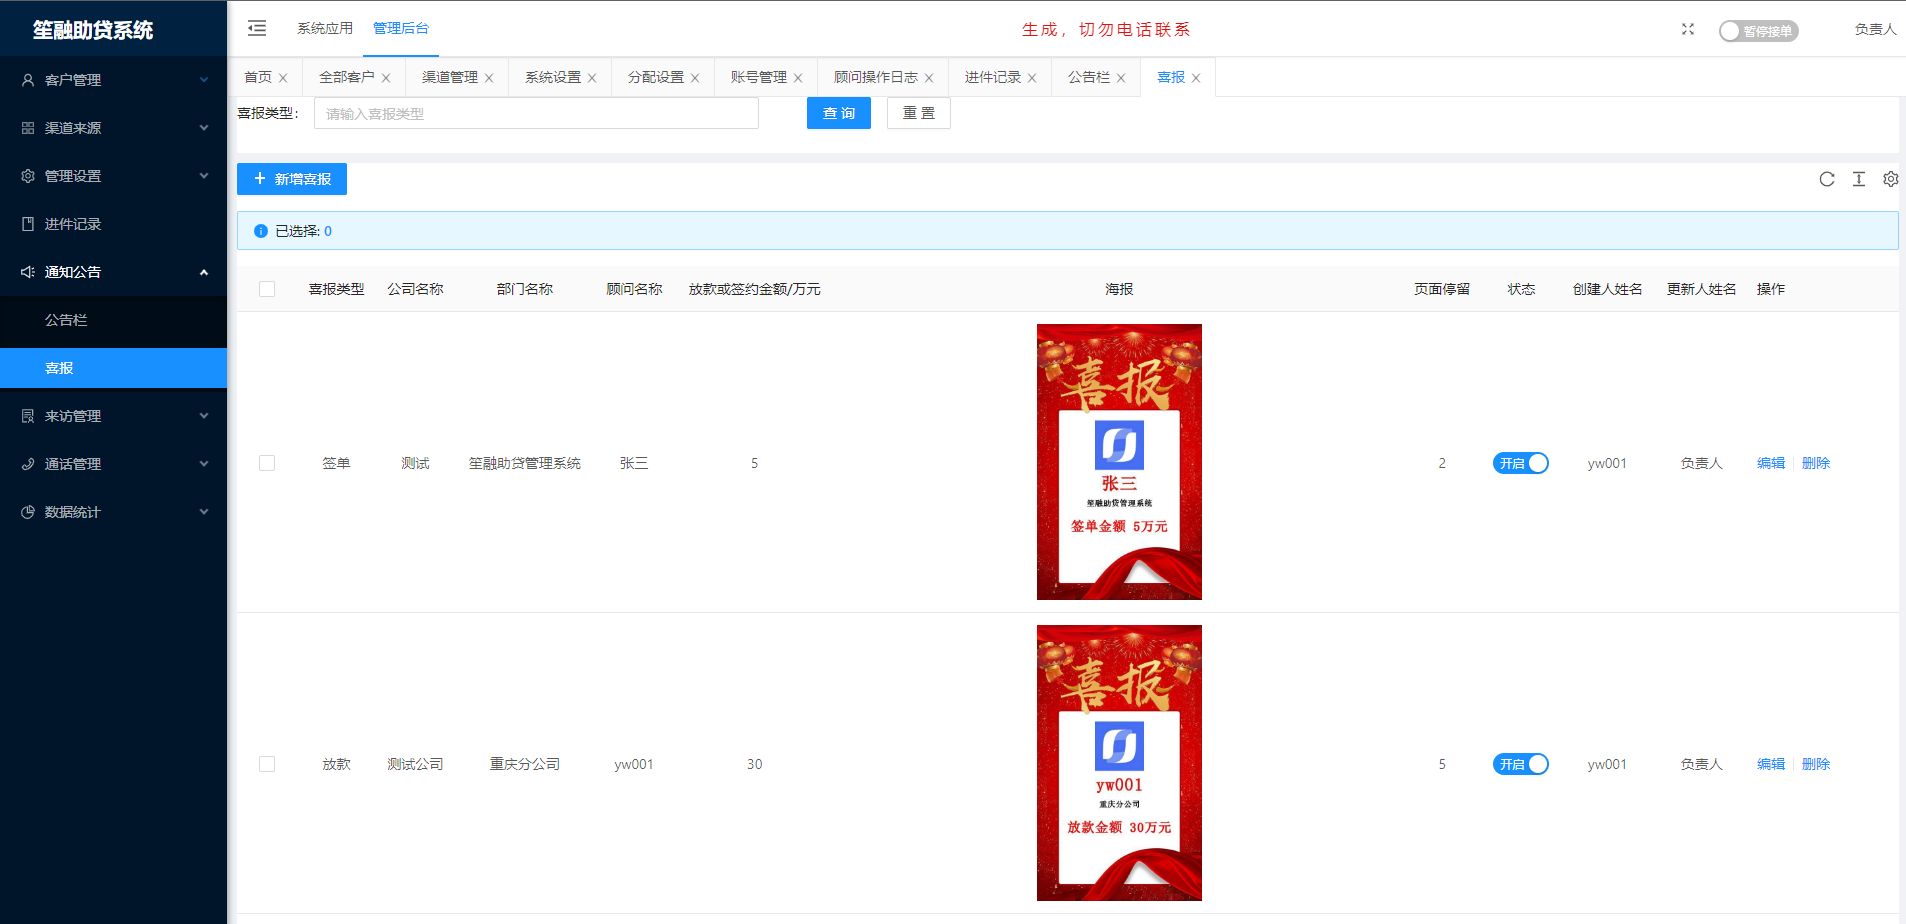 笙融助贷系统
系统应用 管理后台 生成，切勿电话联系 暂停接单 负责人
客户管理
渠道来源
管理设置
进件记录
通知公告
公告栏
喜报
来访管理
通话管理
数据统计
首页 全部客户 渠道管理 系统设置 分配设置 账号管理 顾问操作日志 进件记录 公告栏 喜报
喜报类型： 请输入喜报类型 查 询 重 置
新增喜报
已选择: 0
喜报类型 公司名称 部门名称 顾问名称 放款或签约金额/万元 海报 页面停留 状态 创建人姓名 更新人姓名 操作
签单 测试 笙融助贷管理系统 张三 5 2 开启 yw001 负责人 编辑 删除
喜报
张三
笙融助贷管理系统
签单金额 5万元
放款 测试公司 重庆分公司 yw001 30 5 开启 yw001 负责人 编辑 删除
喜报
yw001
重庆分公司
放款金额 30万元